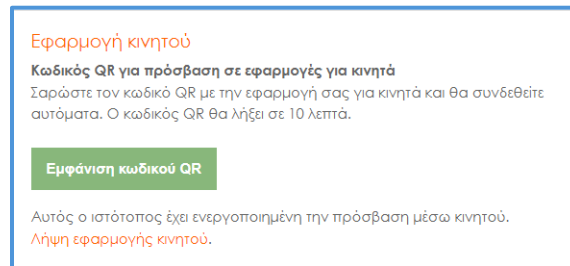 Εφαρμογή κινητού
Κωδικός QR για πρόσβαση σε εφαρμογές για κινητά
Σαρώστε τον κωδικό QR με την εφαρμογή σας για κινητά και θα συνδεθείτε
αυτόματα. Ο κωδικός QR θα λήξει σε 10 λεπτά.
Εμφάνιση κωδικού QR
Αυτός ο ιστότοπος έχει ενεργοποιημένη την πρόσβαση μέσω κινητού.
Λήψη εφαρμογής κινητού.